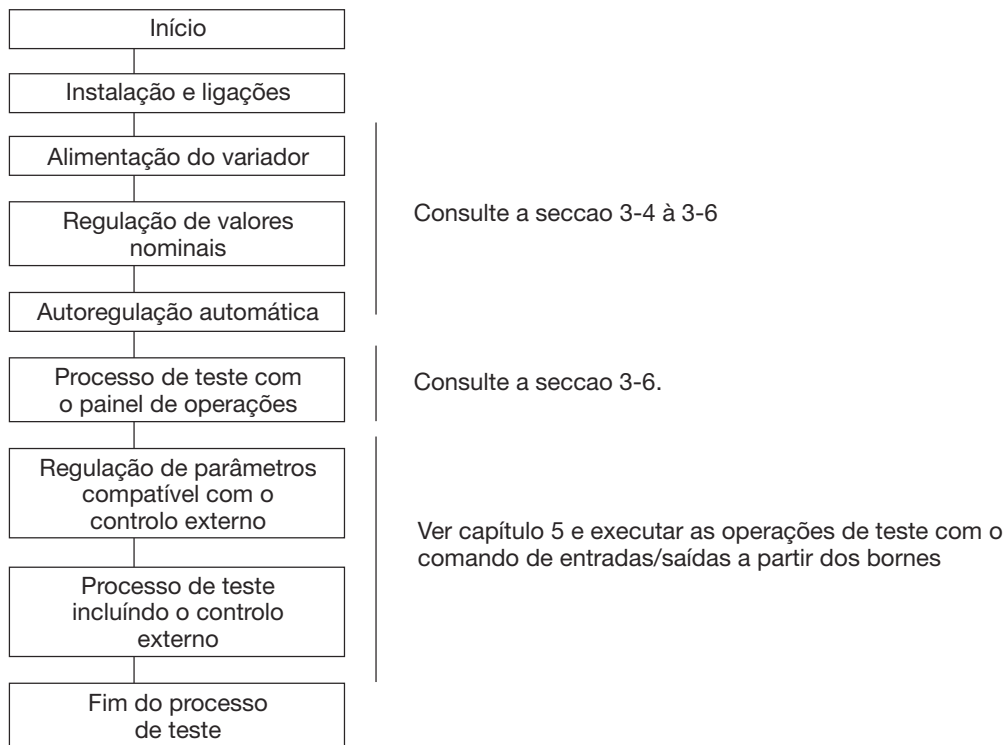 Início
Instalação e ligações
Alimentação do variador
Regulação de valores
nominais
Autoregulação automática
Consulte a seccao 3-4 à 3-6
Processo de teste com
o painel de operações
Consulte a seccao 3-6.
Regulação de parâmetros
compatível com o
controlo externo
Processo de teste
incluíndo o controlo
externo
Ver capítulo 5 e executar as operações de teste com o
comando de entradas/saídas a partir dos bornes
Fim do processo
de teste